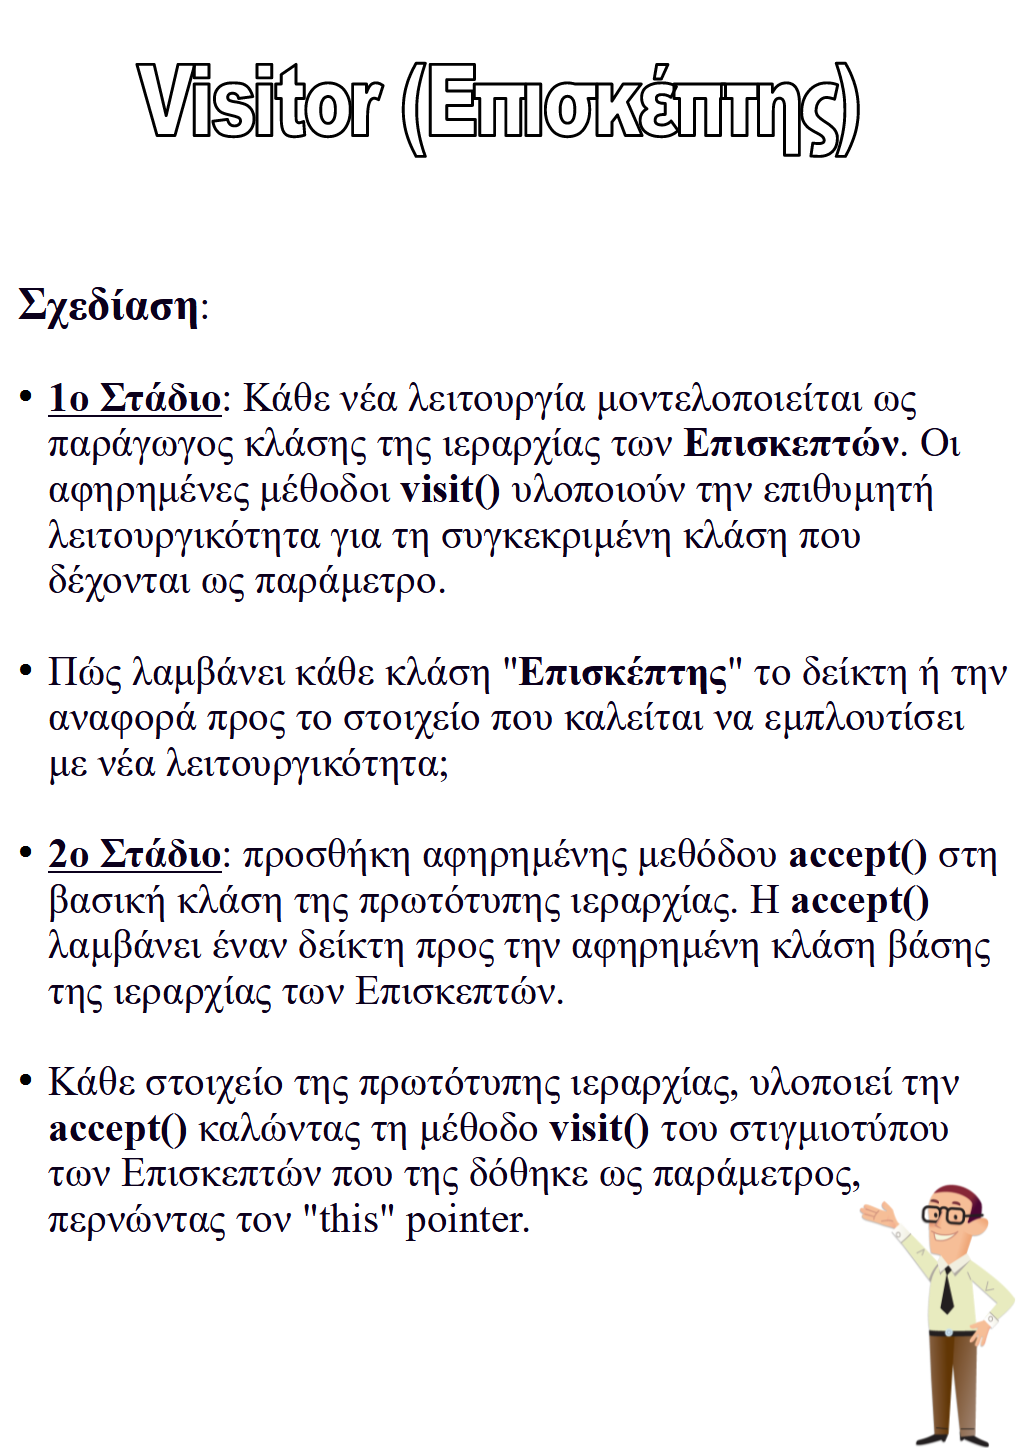 Visitor (Επισκέπτης)
Σχεδίαση:
• 1ο Στάδιο: Κάθε νέα λειτουργία μοντελοποιείται ως
παράγωγος κλάσης της ιεραρχίας των Επισκεπτών. Οι
αφηρημένες μέθοδοι visit() υλοποιούν την επιθυμητή
λειτουργικότητα για τη συγκεκριμένη κλάση που
δέχονται ως παράμετρο.
• Πώς λαμβάνει κάθε κλάση "Επισκέπτης" το δείκτη ή την
αναφορά προς το στοιχείο που καλείται να εμπλουτίσει
με νέα λειτουργικότητα;
• 2ο Στάδιο: προσθήκη αφηρημένης μεθόδου accept() στη
βασική κλάση της πρωτότυπης ιεραρχίας. Η accept()
λαμβάνει έναν δείκτη προς την αφηρημένη κλάση βάσης
της ιεραρχίας των Επισκεπτών.
• Κάθε στοιχείο της πρωτότυπης ιεραρχίας, υλοποιεί την
accept() καλώντας τη μέθοδο visit() του στιγμιοτύπου
των Επισκεπτών που της δόθηκε ως παράμετρος,
περνώντας τον "this" pointer.